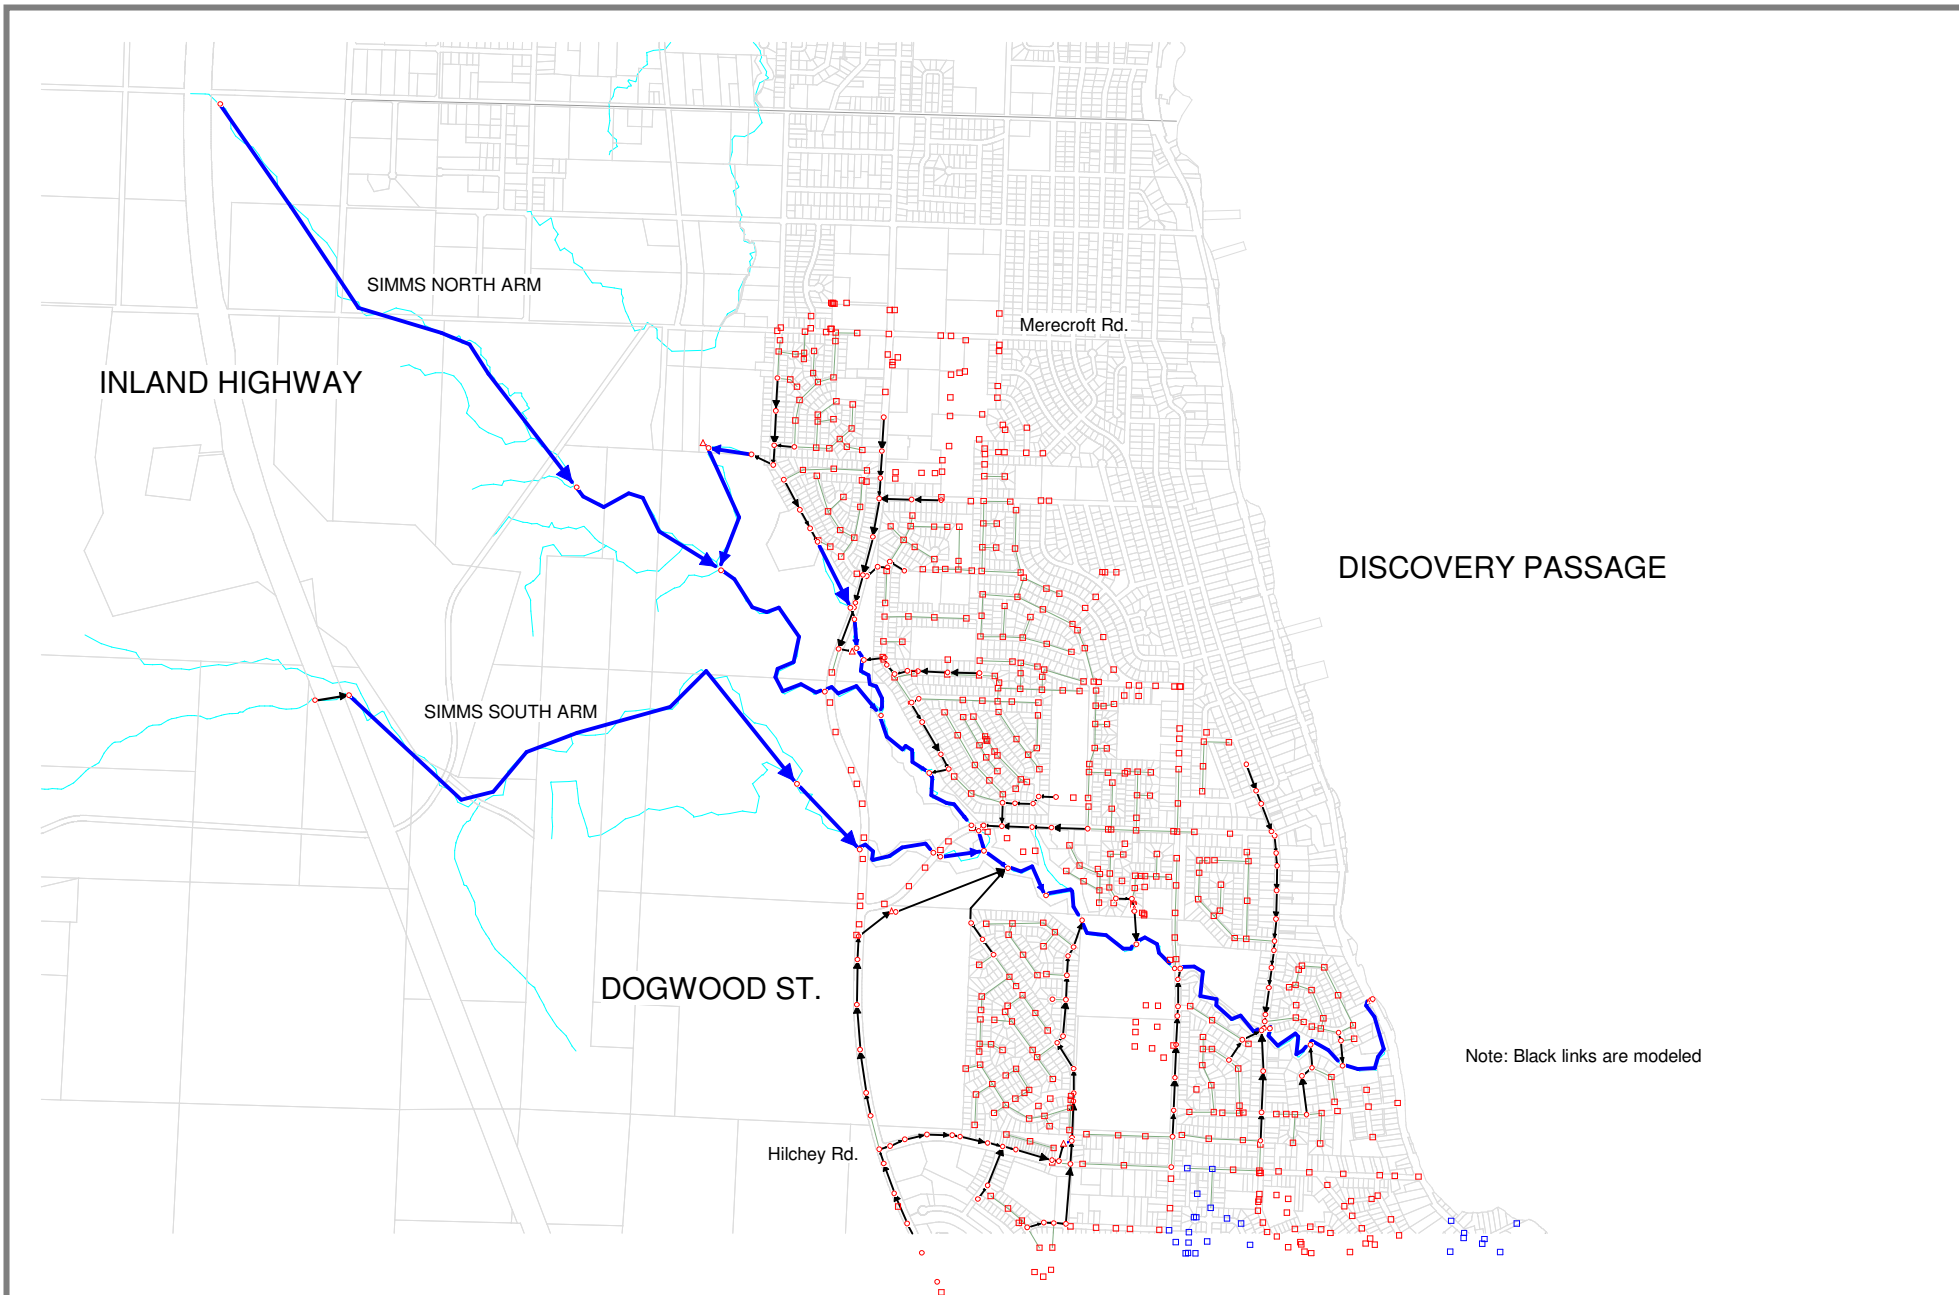 SIMMS NORTH ARM
Merecroft Rd.
INLAND HIGHWAY
DISCOVERY PASSAGE
SIMMS SOUTH ARM
DOGWOOD ST.
Note: Black links are modeled
Hilchey Rd.